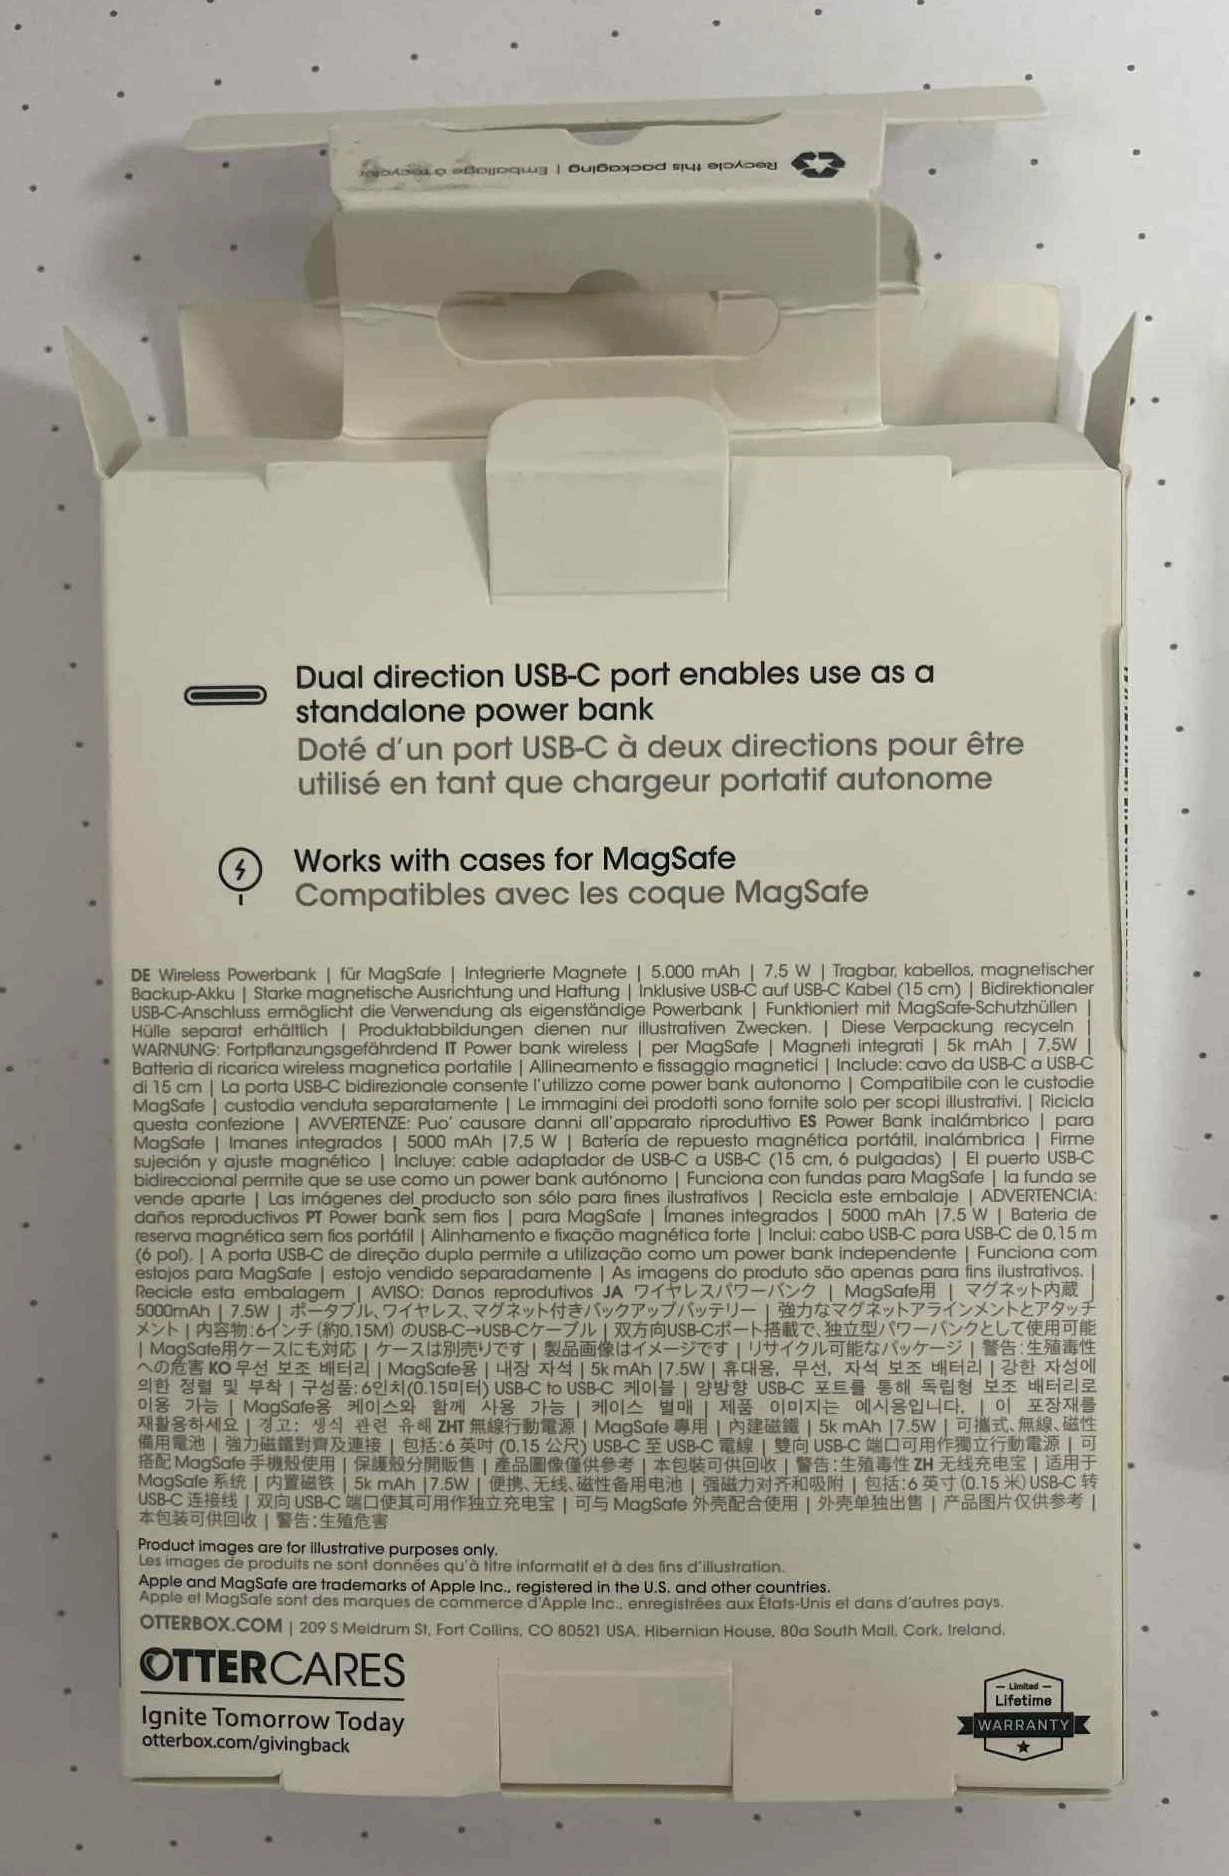 Recycle this packaging | Emballage à recycler
Dual direction USB-C port enables use as a
standalone power bank
Doté d'un port USB-C à deux directions pour être
utilisé en tant que chargeur portatif autonome
Works with cases for MagSafe
Compatibles avec les coque MagSafe
DE Wireless Powerbank | für MagSafe | Integrierte Magnete | 5.000 mAh | 7,5 W | Tragbar, kabellos, magnetischer
Backup-Akku | Starke magnetische Ausrichtung und Haftung | Inklusive USB-C auf USB-C Kabel (15 cm) | Bidirektionaler
USB-C-Anschluss ermöglicht die Verwendung als eigenständige Powerbank | Funktioniert mit MagSafe-Schutzhüllen |
Hülle separat erhältlich | Produktabbildungen dienen nur illustrativen Zwecken. | Diese Verpackung recyceln |
WARNUNG: Fortpflanzungsgefährdend IT Power bank wireless | per MagSafe | Magneti integrati | 5k mAh | 7,5W |
Batteria di ricarica wireless magnetica portatile | Allineamento e fissaggio magnetici | Include: cavo da USB-C a USB-C
di 15 cm | La porta USB-C bidirezionale consente l'utilizzo come power bank autonomo | Compatibile con le custodie
MagSafe | custodia venduta separatamente | Le immagini dei prodotti sono fornite solo per scopi illustrativi. | Ricicla
questa confezione | AVVERTENZE: Puo' causare danni all'apparato riproduttivo ES Power Bank inalámbrico | para
MagSafe | Imanes integrados | 5000 mAh |7,5 W | Batería de repuesto magnética portátil, inalámbrica | Firme
sujeción y ajuste magnético | Incluye: cable adaptador de USB-C a USB-C (15 cm, 6 pulgadas) | El puerto USB-C
bidireccional permite que se use como un power bank autónomo | Funciona con fundas para MagSafe | la funda se
vende aparte | Las imágenes del producto son sólo para fines ilustrativos | Recicla este embalaje | ADVERTENCIA:
daños reproductivos PT Power bank sem fios | para MagSafe | Ímanes integrados | 5000 mAh |7,5 W | Bateria de
reserva magnética sem fios portátil | Alinhamento e fixação magnética forte | Inclui: cabo USB-C para USB-C de 0,15 m
(6 pol). | A porta USB-C de direção dupla permite a utilização como um power bank independente | Funciona com
estojos para MagSafe | estojo vendido separadamente | As imagens do produto são apenas para fins ilustrativos. |
Recicle esta embalagem | AVISO: Danos reprodutivos JA ワイヤレスパワーバンク | MagSafe用 | マグネット内蔵 |
5000mAh | 7.5W | ポータブル、ワイヤレス、マグネット付きバックアップバッテリー | 強力なマグネットアラインメントとアタッチ
メント | 内容物:6インチ(約0.15M) のUSB-C→USB-Cケーブル | 双方向USB-Cポート搭載で、独立型パワーバンクとして使用可能
| MagSafe用ケースにも対応 | ケースは別売りです | 製品画像はイメージです | リサイクル可能なパッケージ | 警告:生殖毒性
への危害 KO 무선 보조 배터리 | MagSafe용 | 내장 자석 | 5k mAh |7.5W | 휴대용, 무선, 자석 보조 배터리 | 강한 자성에
의한 정렬 및 부착 | 구성품: 6인치(0.15미터) USB-C to USB-C 케이블 | 양방향 USB-C 포트를 통해 독립형 보조 배터리로
이용 가능 | MagSafe용 케이스와 함께 사용 가능 | 케이스 별매 | 제품 이미지는 예시용입니다. | 이 포장재를
재활용하세요 | 경고: 생식 관련 유해 ZHT 無線行動電源 | MagSafe 專用 | 內建磁鐵 | 5k mAh |7.5W | 可攜式、無線、磁性
備用電池 | 強力磁鐵對齊及連接 | 包括:6 英吋 (0.15 公尺) USB-C 至 USB-C 電線 | 雙向 USB-C 端口可用作獨立行動電源 | 可
搭配 MagSafe 手機殼使用 | 保護殼分開販售 | 產品圖像僅供參考 | 本包裝可供回收 | 警告:生殖毒性 ZH 无线充电宝 | 适用于
MagSafe 系统 | 内置磁铁 | 5k mAh |7.5W | 便携、无线、磁性备用电池 | 强磁力对齐和吸附 | 包括:6 英寸 (0.15 米) USB-C 转
USB-C 连接线 | 双向 USB-C 端口使其可用作独立充电宝 | 可与 MagSafe 外壳配合使用 | 外壳单独出售 | 产品图片仅供参考 |
本包装可供回收 | 警告:生殖危害
Product images are for illustrative purposes only.
Les images de produits ne sont données qu'à titre informatif et à des fins d'illustration.
Apple and MagSafe are trademarks of Apple Inc., registered in the U.S. and other countries.
Apple et MagSafe sont des marques de commerce d'Apple Inc., enregistrées aux États-Unis et dans d'autres pays.
OTTERBOX.COM | 209 S Meldrum St, Fort Collins, CO 80521 USA. Hibernian House, 80a South Mall, Cork, Ireland.
OTTERCARES
Ignite Tomorrow Today
otterbox.com/givingback
Limited
Lifetime
WARRANTY